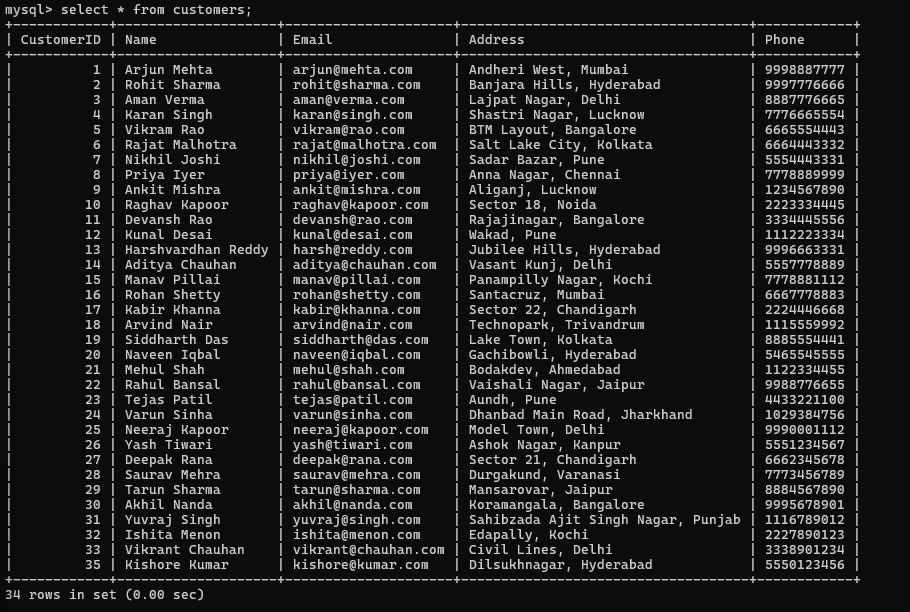 mysql> select * from customers;
+------------+------------------+--------------------+------------------------------------+------------+
| CustomerID | Name | Email | Address | Phone |
+------------+------------------+--------------------+------------------------------------+------------+
| 1 | Arjun Mehta | arjun@mehta.com | Andheri West, Mumbai | 9998887777 |
| 2 | Rohit Sharma | rohit@sharma.com | Banjara Hills, Hyderabad | 9997776666 |
| 3 | Aman Verma | aman@verma.com | Lajpat Nagar, Delhi | 8887776665 |
| 4 | Karan Singh | karan@singh.com | Shastri Nagar, Lucknow | 7776665554 |
| 5 | Vikram Rao | vikram@rao.com | BTM Layout, Bangalore | 6665554443 |
| 6 | Rajat Malhotra | rajat@malhotra.com | Salt Lake City, Kolkata | 6664443332 |
| 7 | Nikhil Joshi | nikhil@joshi.com | Sadar Bazar, Pune | 5554443331 |
| 8 | Priya Iyer | priya@iyer.com | Anna Nagar, Chennai | 7778889999 |
| 9 | Ankit Mishra | ankit@mishra.com | Aliganj, Lucknow | 1234567890 |
| 10 | Raghav Kapoor | raghav@kapoor.com | Sector 18, Noida | 2223334445 |
| 11 | Devansh Rao | devansh@rao.com | Rajajinagar, Bangalore | 3334445556 |
| 12 | Kunal Desai | kunal@desai.com | Wakad, Pune | 1112223334 |
| 13 | Harshvardhan Reddy | harsh@reddy.com | Jubilee Hills, Hyderabad | 9996663331 |
| 14 | Aditya Chauhan | aditya@chauhan.com | Vasant Kunj, Delhi | 5557778889 |
| 15 | Manav Pillai | manav@pillai.com | Panampilly Nagar, Kochi | 7778881112 |
| 16 | Rohan Shetty | rohan@shetty.com | Santacruz, Mumbai | 6667778883 |
| 17 | Kabir Khanna | kabir@khanna.com | Sector 22, Chandigarh | 2224446668 |
| 18 | Arvind Nair | arvind@nair.com | Technopark, Trivandrum | 1115559992 |
| 19 | Siddharth Das | siddharth@das.com | Lake Town, Kolkata | 8885554441 |
| 20 | Naveen Iqbal | naveen@iqbal.com | Gachibowli, Hyderabad | 5465545555 |
| 21 | Mehul Shah | mehul@shah.com | Bodakdev, Ahmedabad | 1122334455 |
| 22 | Rahul Bansal | rahul@bansal.com | Vaishali Nagar, Jaipur | 9988776655 |
| 23 | Tejas Patil | tejas@patil.com | Aundh, Pune | 4433221100 |
| 24 | Varun Sinha | varun@sinha.com | Dhanbad Main Road, Jharkhand | 1029384756 |
| 25 | Neeraj Kapoor | neeraj@kapoor.com | Model Town, Delhi | 9990001112 |
| 26 | Yash Tiwari | yash@tiwari.com | Ashok Nagar, Kanpur | 5551234567 |
| 27 | Deepak Rana | deepak@rana.com | Sector 21, Chandigarh | 6662345678 |
| 28 | Saurav Mehra | saurav@mehra.com | Durgakund, Varanasi | 7773456789 |
| 29 | Tarun Sharma | tarun@sharma.com | Mansarovar, Jaipur | 8884567890 |
| 30 | Akhil Nanda | akhil@nanda.com | Koramangala, Bangalore | 9995678901 |
| 31 | Yuvraj Singh | yuvraj@singh.com | Sahibzada Ajit Singh Nagar, Punjab | 1116789012 |
| 32 | Ishita Menon | ishita@menon.com | Edapally, Kochi | 2227890123 |
| 33 | Vikrant Chauhan | vikrant@chauhan.com | Civil Lines, Delhi | 3338901234 |
| 35 | Kishore Kumar | kishore@kumar.com | Dilsukhnagar, Hyderabad | 5550123456 |
+------------+------------------+--------------------+------------------------------------+------------+
34 rows in set (0.00 sec)